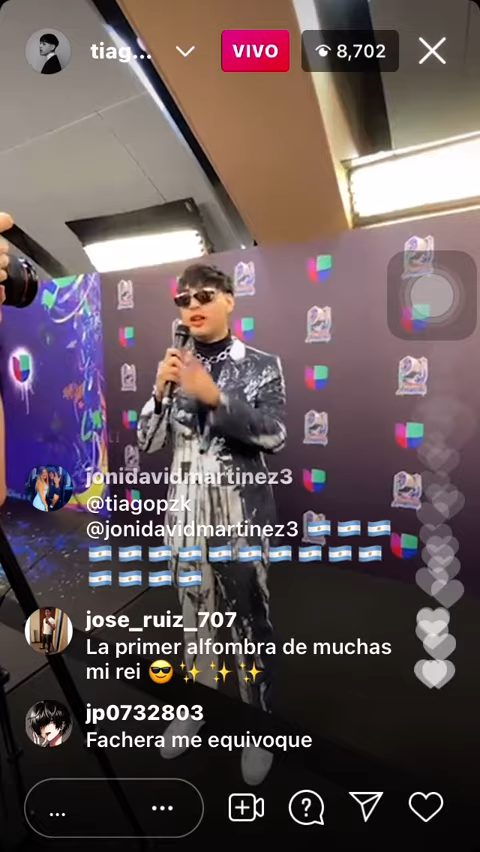 tiag...
VIVO
8,702
jonidavidmartinez3
@tiagopzk
@jonidavidmartinez3 🇦🇷 🇦🇷 🇦🇷
🇦🇷 🇦🇷 🇦🇷 🇦🇷 🇦🇷 🇦🇷 🇦🇷 🇦🇷 🇦🇷 🇦🇷
🇦🇷 🇦🇷 🇦🇷 🇦🇷
jose_ruiz_707
La primer alfombra de muchas
mi rei 😎✨✨✨
jp0732803
Fachera me equivoque
... ...